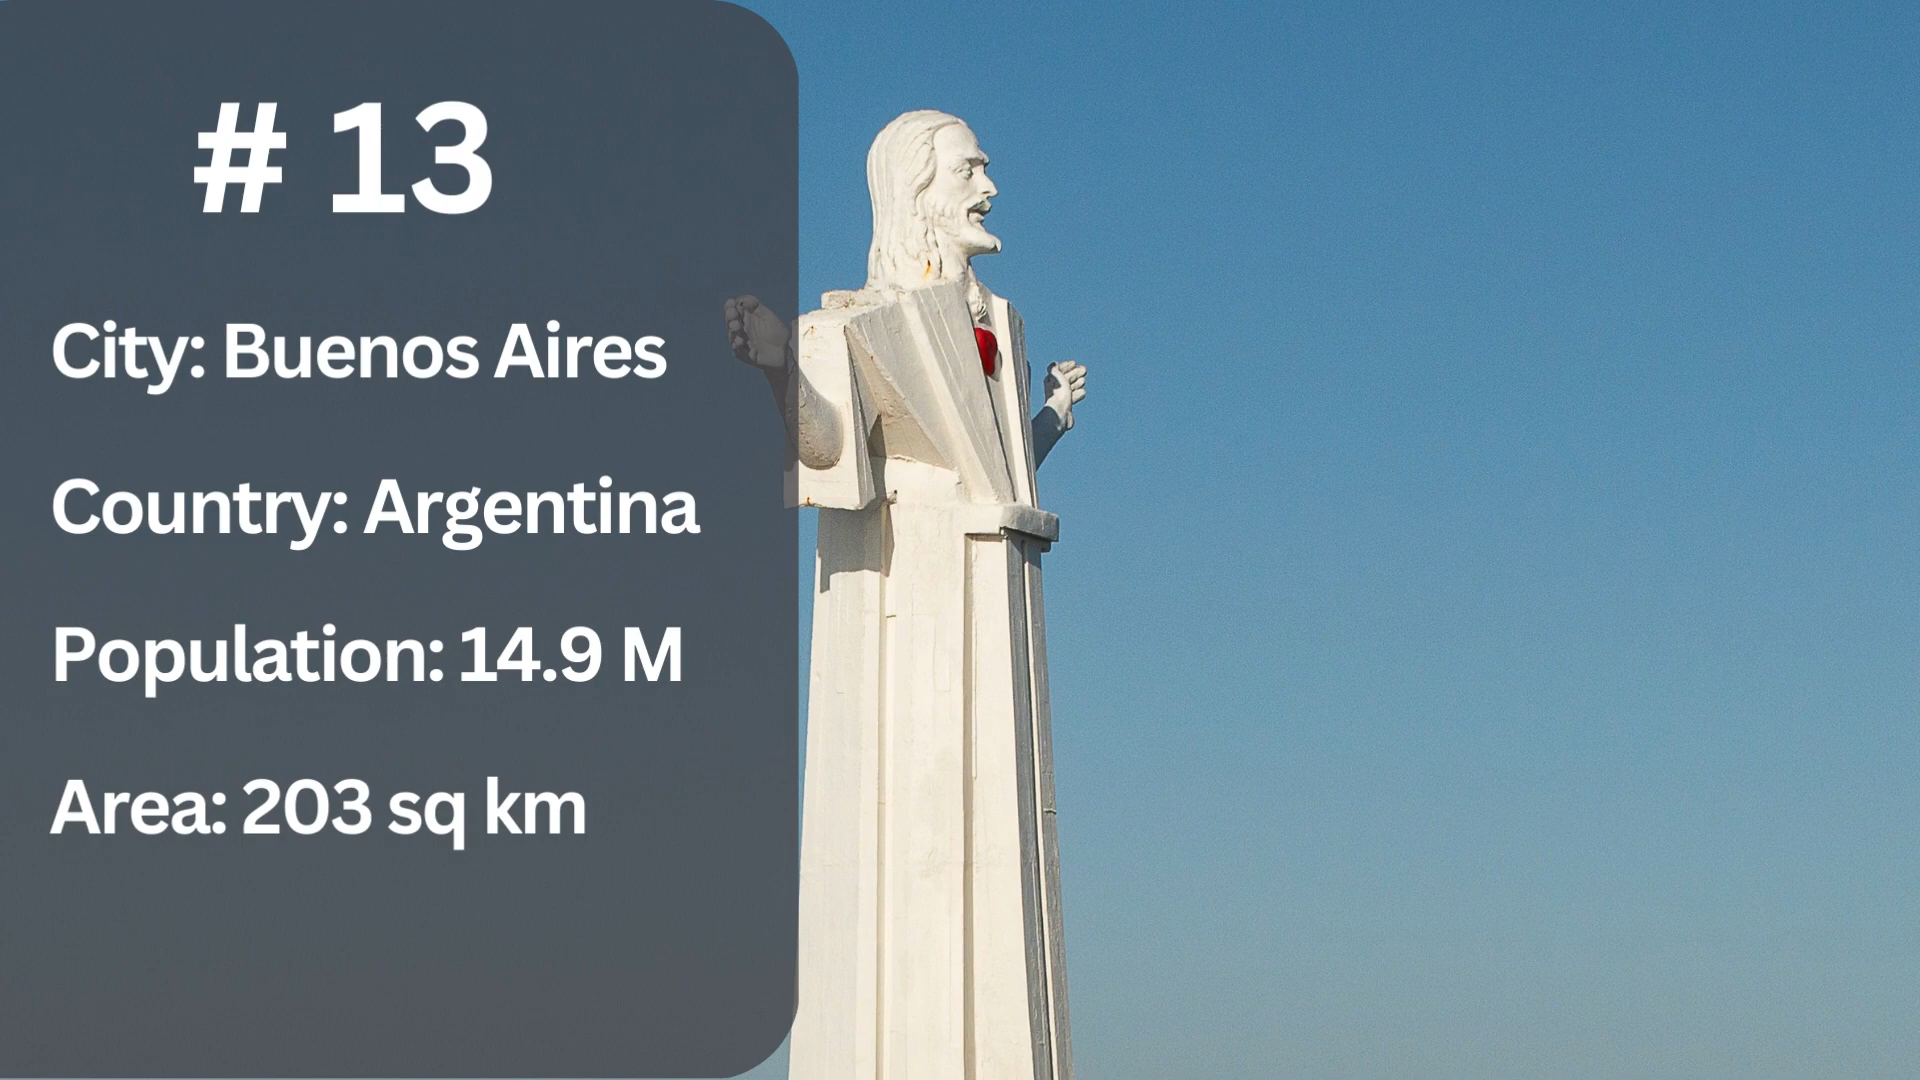 # 13
City: Buenos Aires
Country: Argentina
Population: 14.9 M
Area: 203 sq km